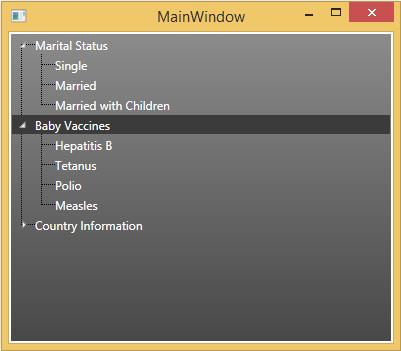 MainWindow
Marital Status
Single
Married
Married with Children
Baby Vaccines
Hepatitis B
Tetanus
Polio
Measles
Country Information